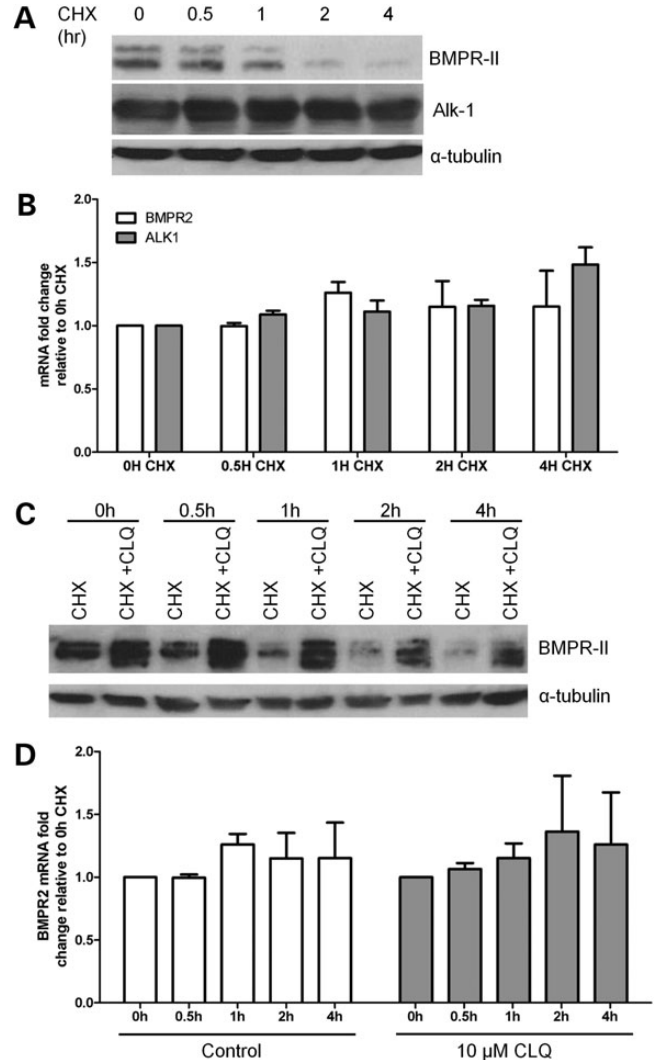 A
CHX (hr) 0 0.5 1 2 4
BMPR-II
Alk-1
α-tubulin
B
mRNA fold change
relative to 0h CHX
2.0
1.5
1.0
0.5
0.0
BMPR2
ALK1
0H CHX 0.5H CHX 1H CHX 2H CHX 4H CHX
C
0h 0.5h 1h 2h 4h
CHX CHX +CLQ CHX CHX +CLQ CHX CHX +CLQ CHX CHX +CLQ CHX CHX +CLQ
BMPR-II
α-tubulin
D
BMPR2 mRNA fold
change relative to 0h CHX
2.0
1.5
1.0
0.5
0.0
0h 0.5h 1h 2h 4h 0h 0.5h 1h 2h 4h
Control 10 µM CLQ